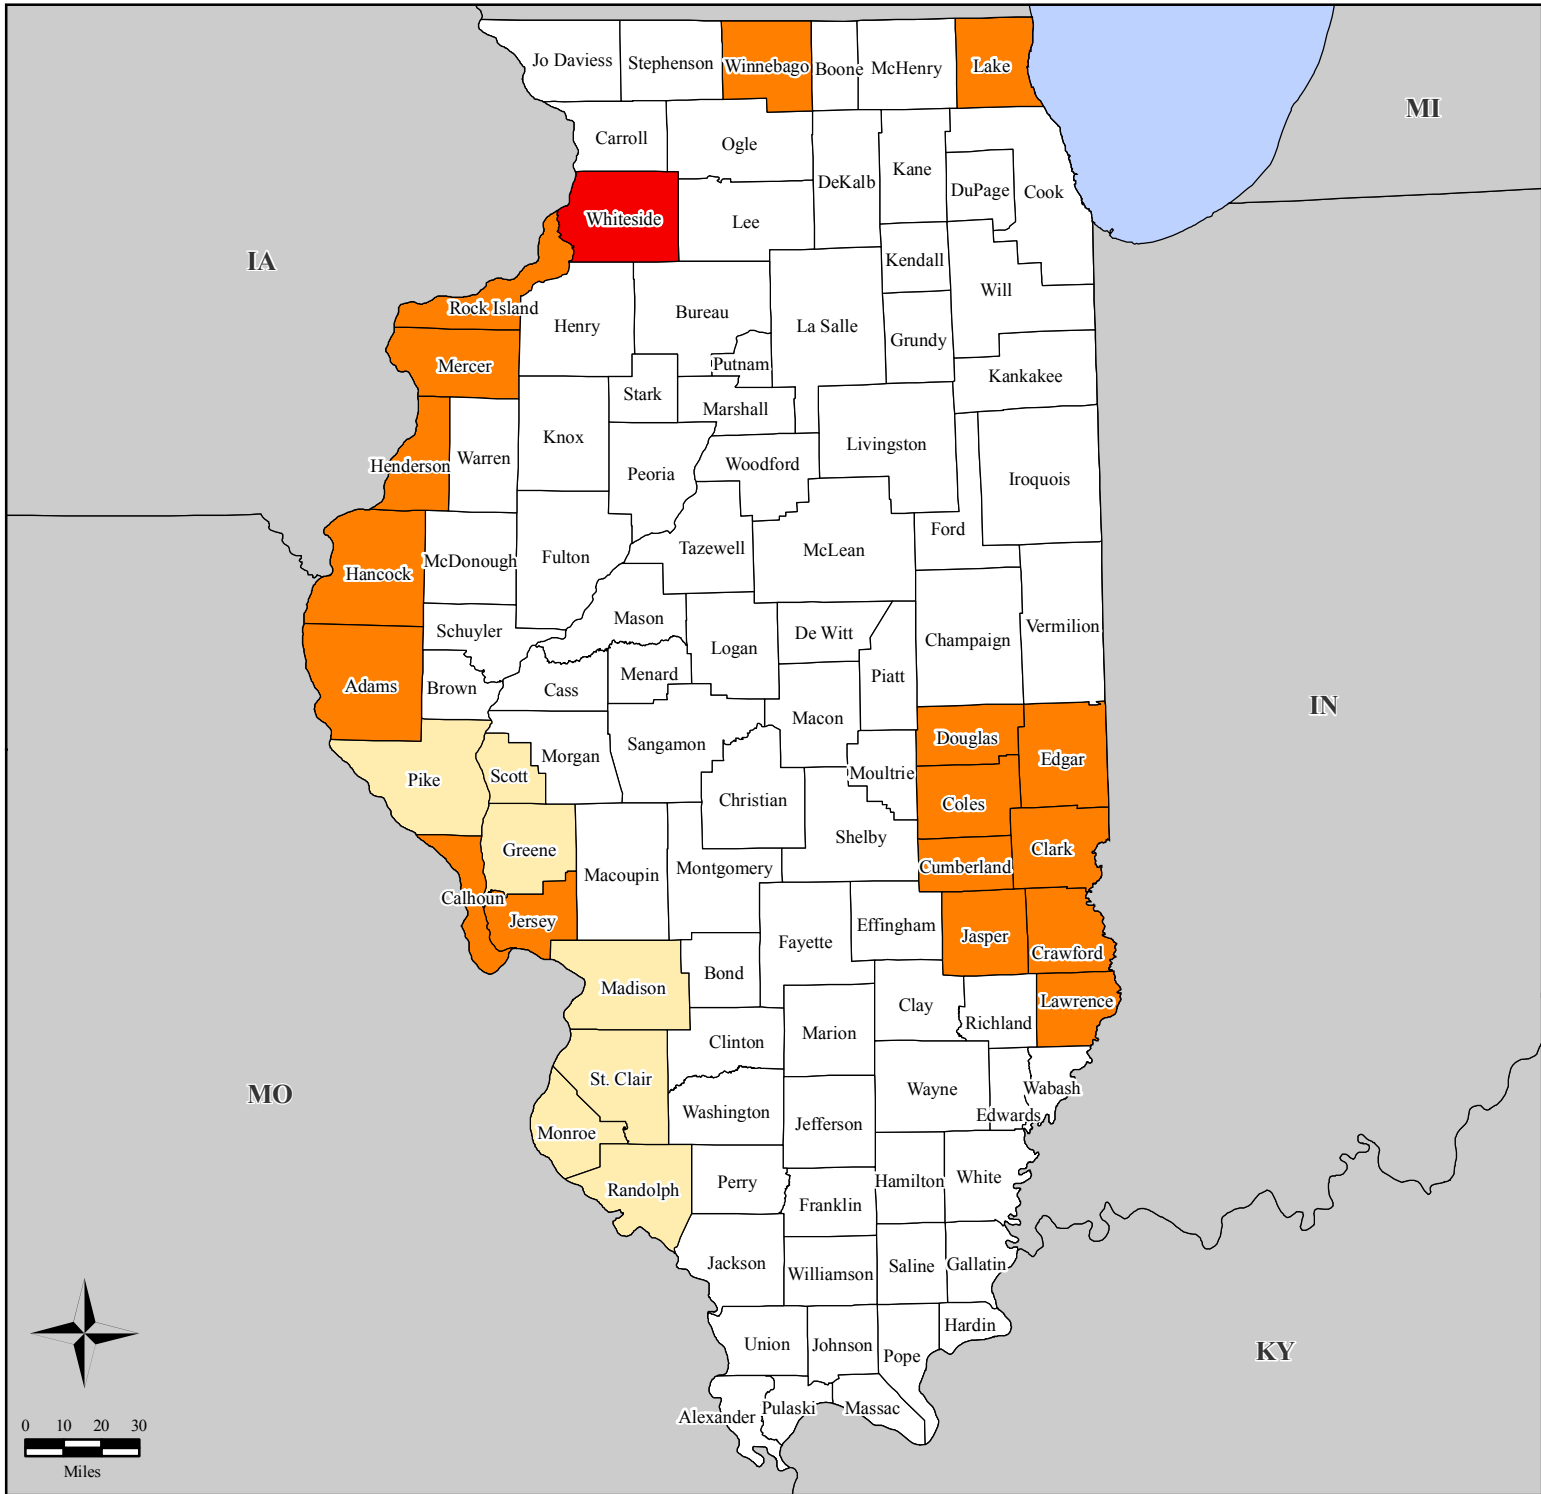 Jo Daviess
Stephenson
Winnebago
Boone
McHenry
Lake
MI
Carroll
Ogle
DeKalb
Kane
DuPage
Cook
Whiteside
Lee
IA
Kendall
Will
Rock Island
Henry
Bureau
La Salle
Grundy
Mercer
Putnam
Kankakee
Stark
Marshall
Knox
Livingston
Henderson
Warren
Peoria
Woodford
Iroquois
Ford
Hancock
McDonough
Fulton
Tazewell
McLean
Mason
Schuyler
Logan
De Witt
Champaign
Vermilion
Adams
Brown
Cass
Menard
Piatt
IN
Macon
Pike
Scott
Morgan
Sangamon
Douglas
Edgar
Moultrie
Christian
Coles
Shelby
Greene
Macoupin
Montgomery
Cumberland
Clark
Calhoun
Jersey
Fayette
Effingham
Jasper
Crawford
Madison
Bond
Clay
Lawrence
Richland
Clinton
Marion
MO
St. Clair
Wayne
Wabash
Washington
Edwards
Monroe
Jefferson
Randolph
Perry
Hamilton
White
Franklin
Jackson
Williamson
Saline
Gallatin
Union
Johnson
Hardin
Pope
KY
Alexander
Pulaski
Massac
0 10 20 30
Miles